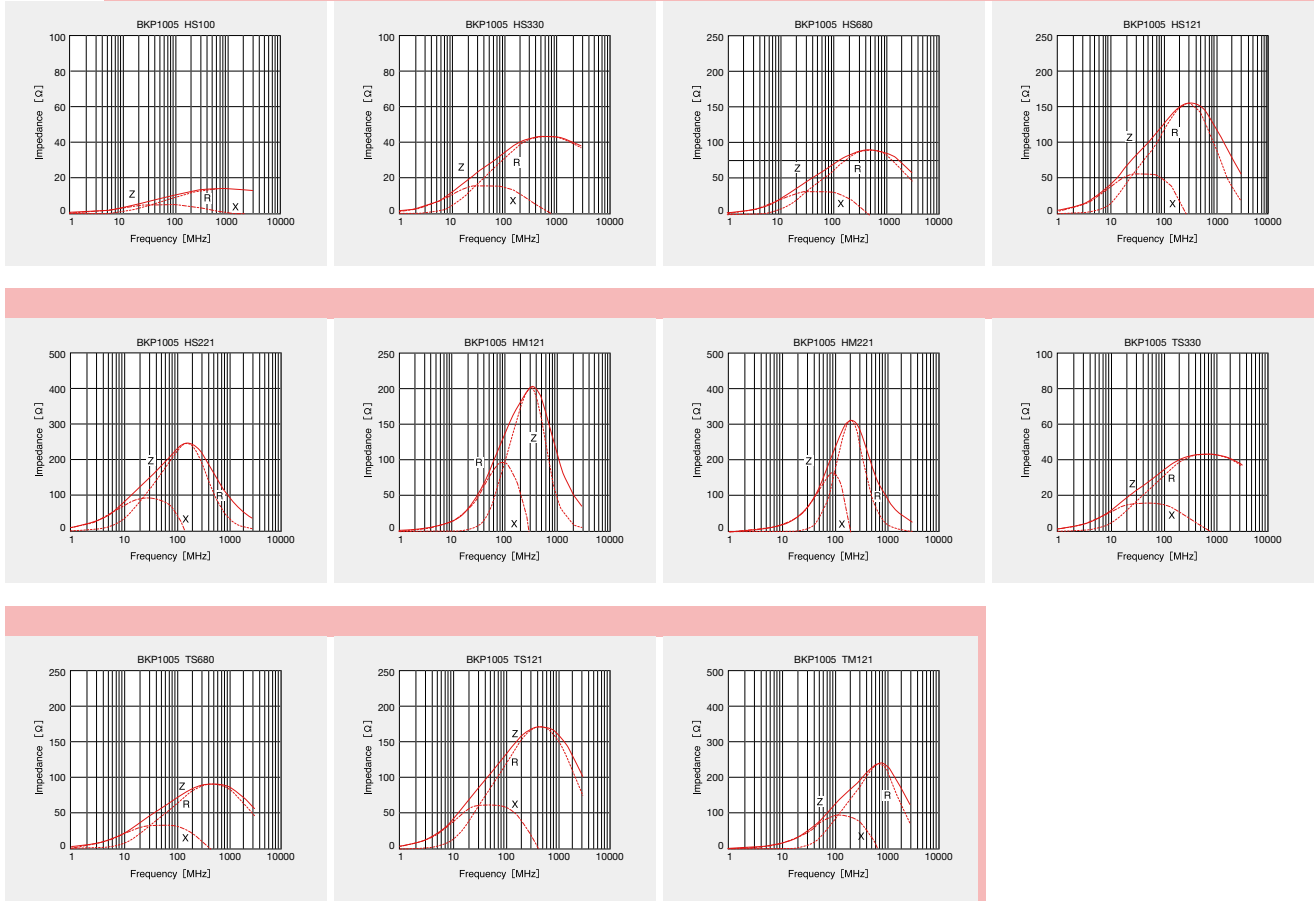 BKP1005 HS100
100
80
60
40
20
0
Impedance [Ω]
Z
R
X
1 10 100 1000 10000
Frequency [MHz]
BKP1005 HS330
100
80
60
40
20
0
Impedance [Ω]
Z
R
X
1 10 100 1000 10000
Frequency [MHz]
BKP1005 HS680
250
200
150
100
50
0
Impedance [Ω]
Z
R
X
1 10 100 1000 10000
Frequency [MHz]
BKP1005 HS121
250
200
150
100
50
0
Impedance [Ω]
Z
R
X
1 10 100 1000 10000
Frequency [MHz]
BKP1005 HS221
500
400
300
200
100
0
Impedance [Ω]
Z
R
X
1 10 100 1000 10000
Frequency [MHz]
BKP1005 HM121
250
200
150
100
50
0
Impedance [Ω]
Z
R
X
1 10 100 1000 10000
Frequency [MHz]
BKP1005 HM221
500
400
300
200
100
0
Impedance [Ω]
Z
R
X
1 10 100 1000 10000
Frequency [MHz]
BKP1005 TS330
100
80
60
40
20
0
Impedance [Ω]
Z
R
X
1 10 100 1000 10000
Frequency [MHz]
BKP1005 TS680
250
200
150
100
50
0
Impedance [Ω]
Z
R
X
1 10 100 1000 10000
Frequency [MHz]
BKP1005 TS121
250
200
150
100
50
0
Impedance [Ω]
Z
R
X
1 10 100 1000 10000
Frequency [MHz]
BKP1005 TM121
500
400
300
200
100
0
Impedance [Ω]
Z
R
X
1 10 100 1000 10000
Frequency [MHz]